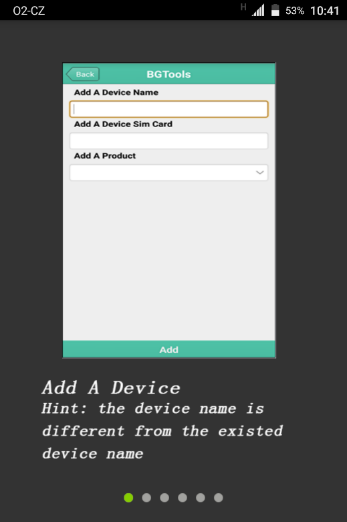 O2-CZ H 53% 10:41
Back BGTools
Add A Device Name
Add A Device Sim Card
Add A Product
Add
Add A Device
Hint: the device name is
different from the existed
device name